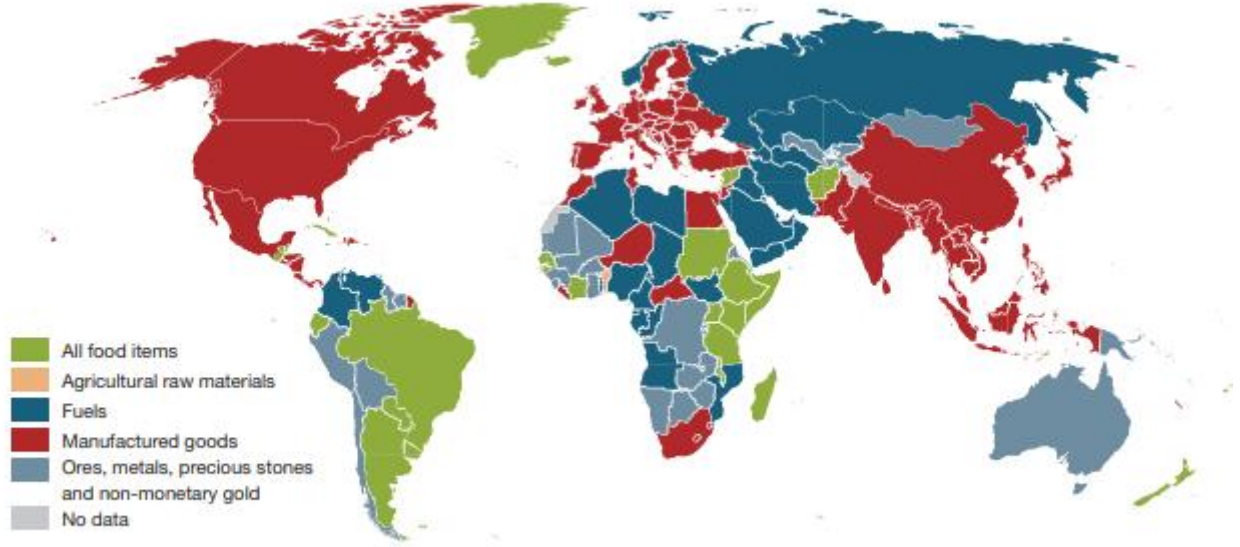 All food items
Agricultural raw materials
Fuels
Manufactured goods
Ores, metals, precious stones
and non-monetary gold
No data